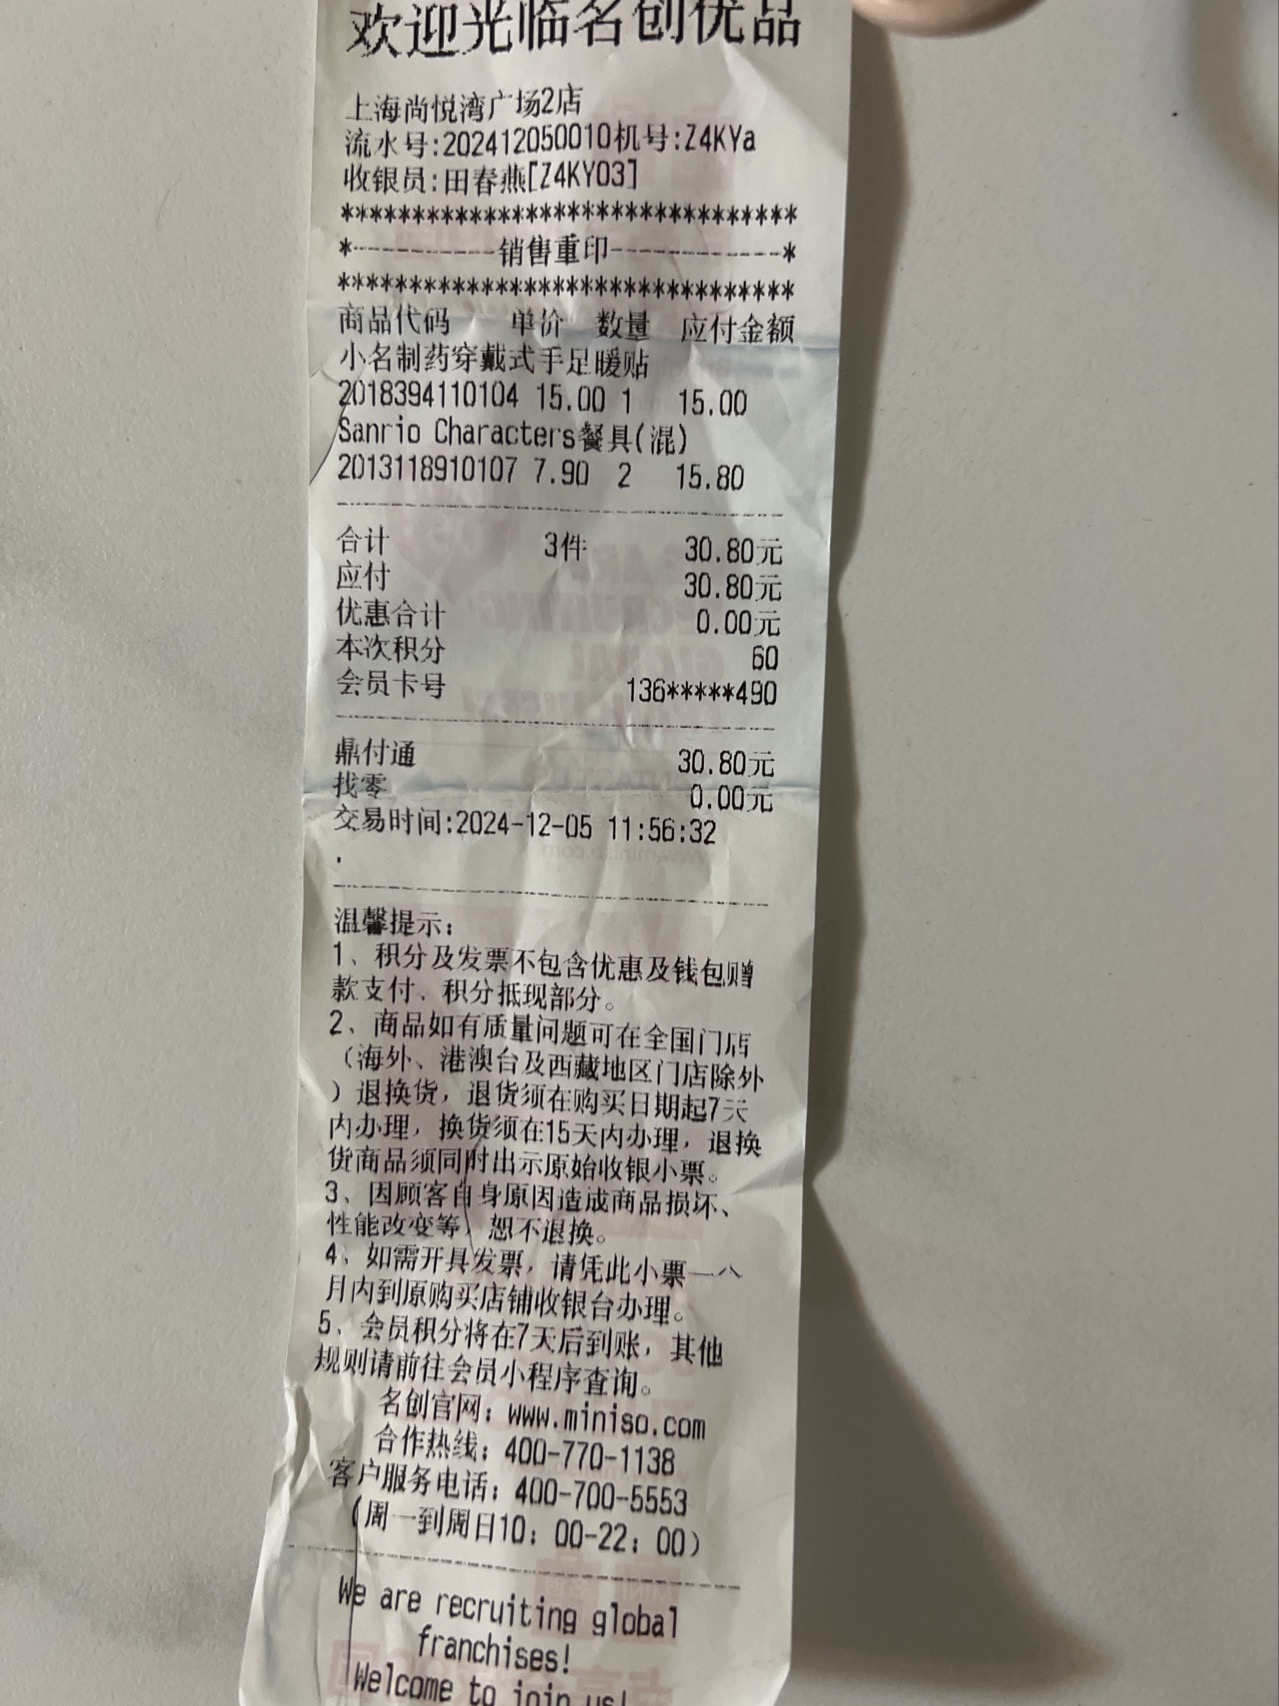 欢迎光临名创优品
上海尚悦湾广场2店
流水号:202412050010机号:Z4KYa
收银员:田春燕[Z4KY03]
********************************
*----------销售重印------------*
********************************
商品代码 单价 数量 应付金额
小名制药穿戴式手足暖贴
2018394110104 15.00 1 15.00
Sanrio Characters餐具(混)
2013118910107 7.90 2 15.80
合计 3件 30.80元
应付 30.80元
优惠合计 0.00元
本次积分 60
会员卡号 136*****490
鼎付通 30.80元
找零 0.00元
交易时间:2024-12-05 11:56:32
.
温馨提示:
1、积分及发票不包含优惠及钱包赠
款支付、积分抵现部分。
2、商品如有质量问题可在全国门店
（海外、港澳台及西藏地区门店除外
）退换货，退货须在购买日期起7天
内办理，换货须在15天内办理，退换
货商品须同时出示原始收银小票。
3、因顾客自身原因造成商品损坏、
性能改变等，恕不退换。
4、如需开具发票，请凭此小票一个
月内到原购买店铺收银台办理。
5、会员积分将在7天后到账，其他
规则请前往会员小程序查询。
名创官网：www.miniso.com
合作热线：400-770-1138
客户服务电话：400-700-5553
(周一到周日10：00-22：00)
We are recruiting global
franchises!
Welcome to join us!